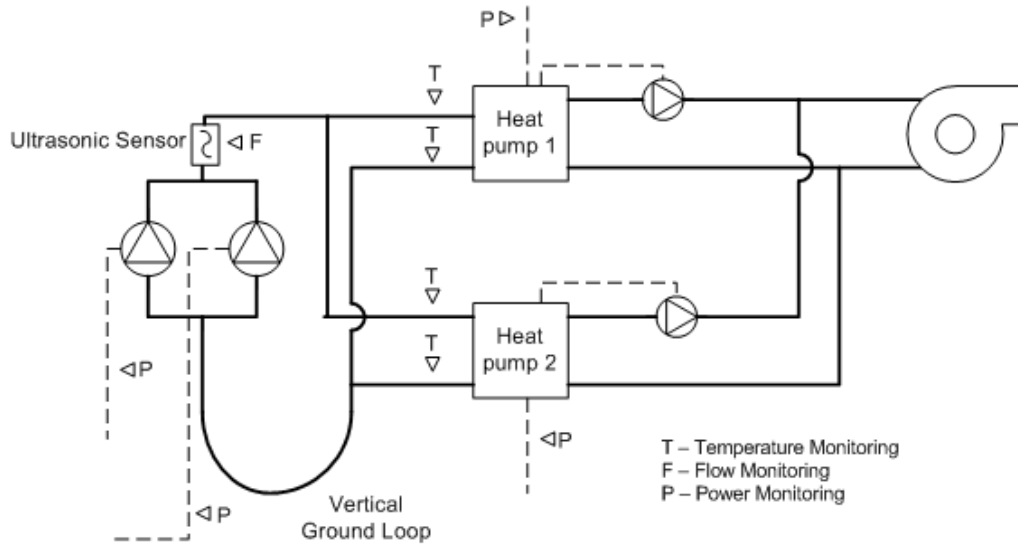 P
T
Ultrasonic Sensor
F
T
Heat
pump 1
T
T
Heat
pump 2
P
P
P
Vertical
Ground Loop
T – Temperature Monitoring
F – Flow Monitoring
P – Power Monitoring